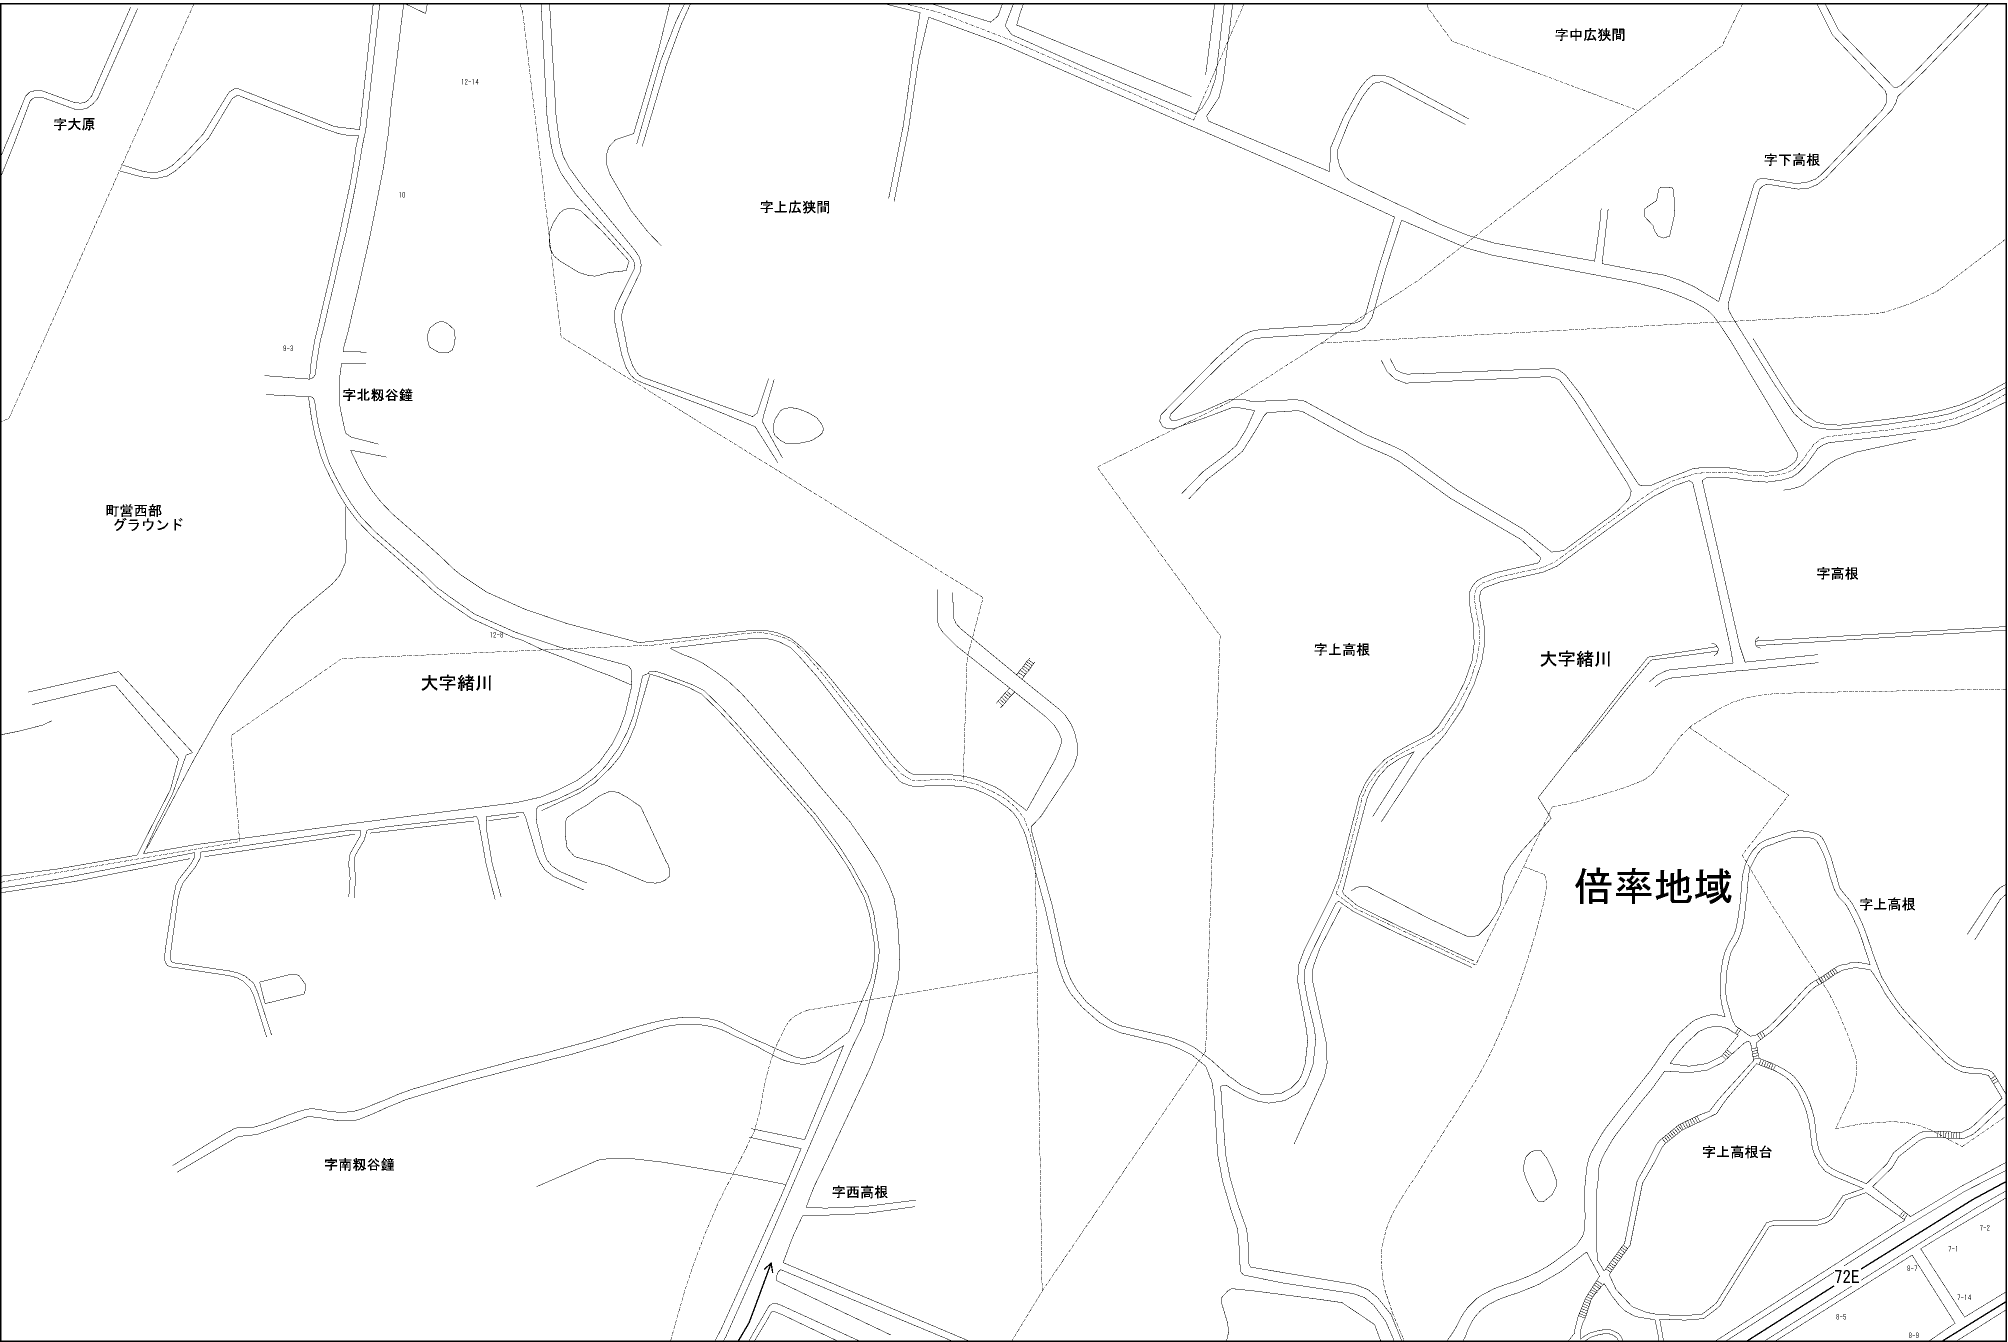 字中広狭間
12-14
字大原
字下高根
10
字上広狭間
9-3
字北籾谷鐘
町営西部
グラウンド
字高根
12-8
字上高根
大字緒川
大字緒川
倍率地域
字上高根
字上高根台
字南籾谷鐘
字西高根
7-2
7-1
8-7
72E
7-14
8-5
8-8